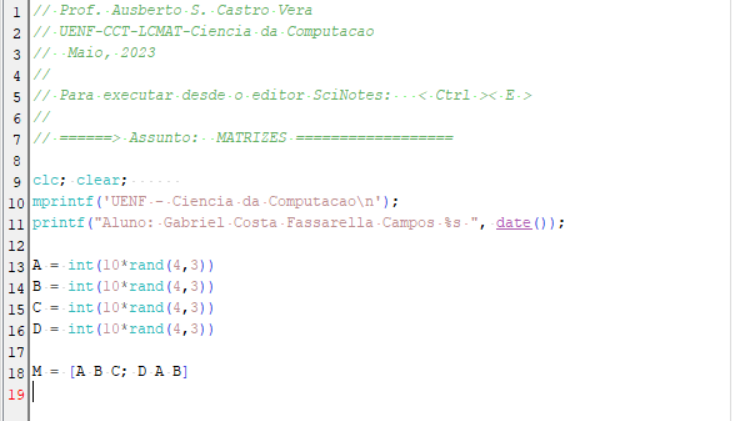 1 // Prof. Ausberto S. Castro Vera
2 // UENF-CCT-LCMAT-Ciencia da Computacao
3 // Maio, 2023
4 //
5 // Para executar desde o editor SciNotes: < Ctrl >< E >
6 //
7 // ======> Assunto: MATRIZES ==================
8
9 clc; clear;
10 mprintf('UENF - Ciencia da Computacao\n');
11 printf("Aluno: Gabriel Costa Fassarella Campos %s ", date());
12
13 A = int(10*rand(4,3))
14 B = int(10*rand(4,3))
15 C = int(10*rand(4,3))
16 D = int(10*rand(4,3))
17
18 M = [A B C; D A B]
19